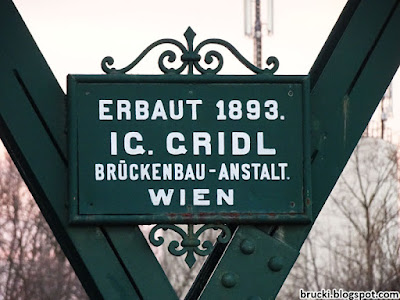 ERBAUT 1893.
IG. GRIDL
BRÜCKENBAU-ANSTALT.
WIEN
brucki.blogspot.com